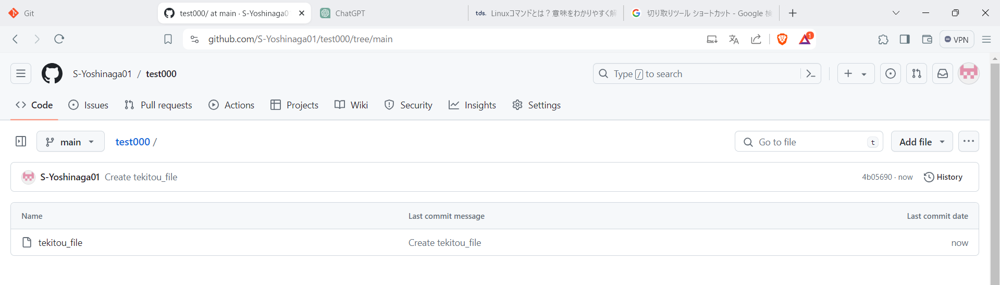 Git
test000/ at main · S-Yoshinaga0
ChatGPT
tds. Linuxコマンドとは？意味をわかりやすく解
切り取りツール ショートカット - Google 検
github.com/S-Yoshinaga01/test000/tree/main
1
VPN
S-Yoshinaga01 / test000
Type / to search
Code
Issues
Pull requests
Actions
Projects
Wiki
Security
Insights
Settings
main
test000 /
Go to file
t
Add file
S-Yoshinaga01 Create tekitou_file
4b05690 · now
History
Name
Last commit message
Last commit date
tekitou_file
Create tekitou_file
now